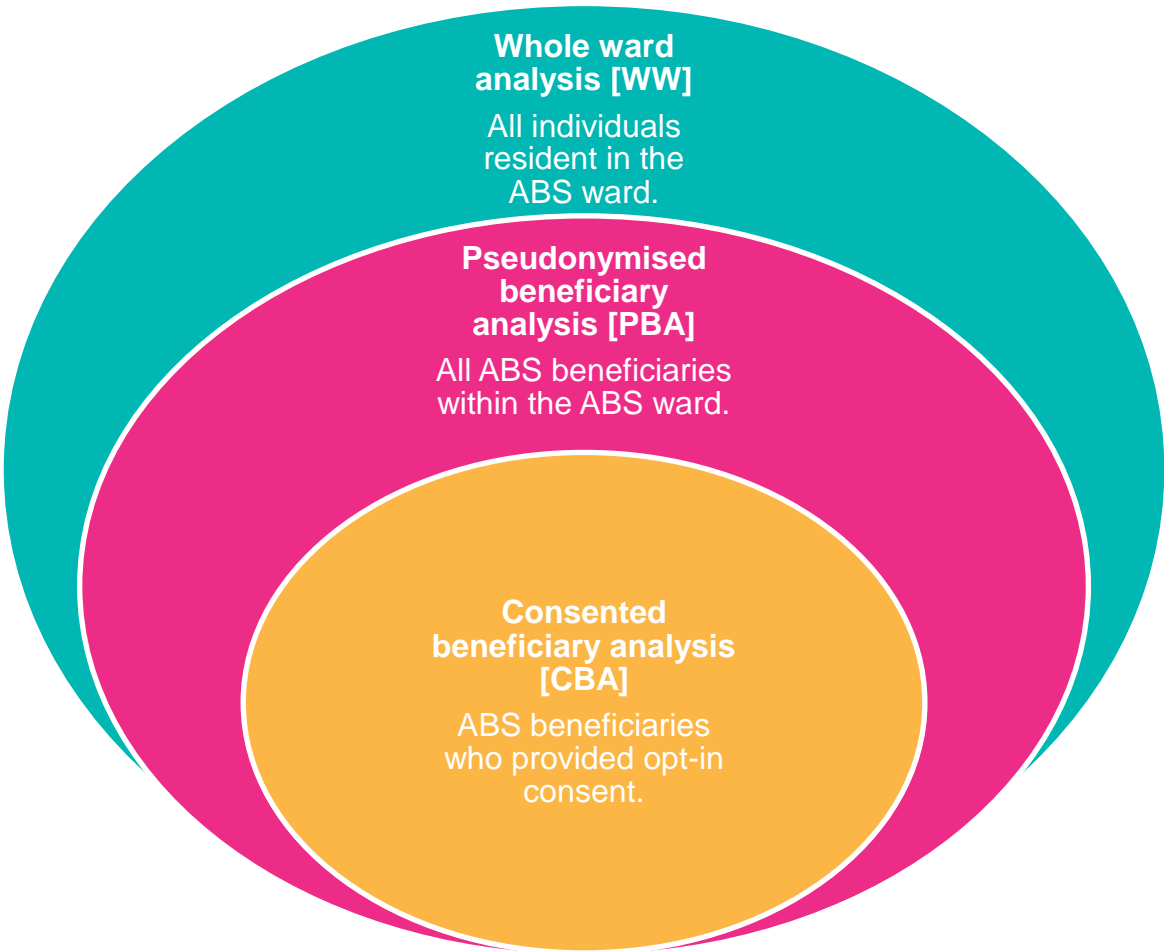 Whole ward
analysis [WW]
All individuals
resident in the
ABS ward.
Pseudonymised
beneficiary
analysis [PBA]
All ABS beneficiaries
within the ABS ward.
Consented
beneficiary analysis
[CBA]
ABS beneficiaries
who provided opt-in
consent.